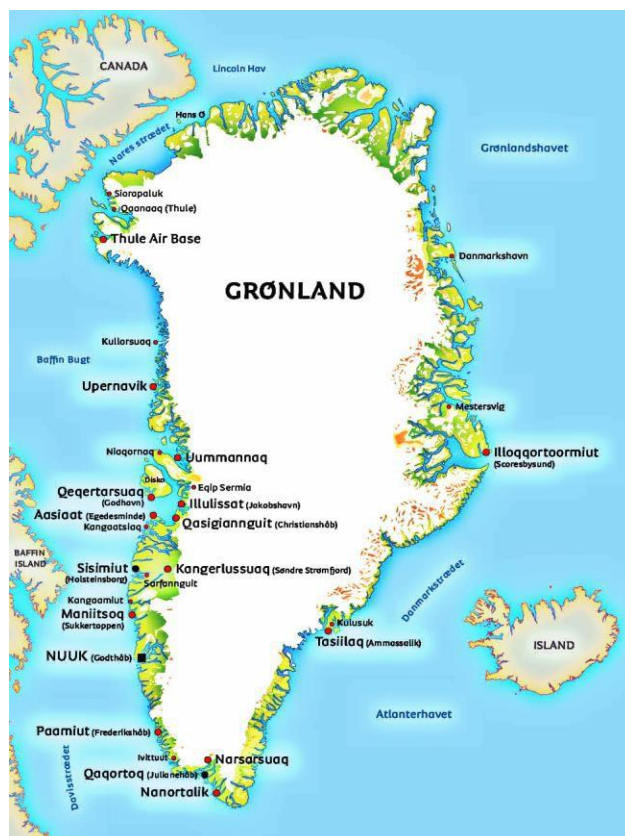 CANADA
Lincoln Hav
Hans Ø
Nares strædet
Grønlandshavet
Siorapaluk
Qaanaaq (Thule)
Thule Air Base
Danmarkshavn
GRØNLAND
Kullorsuaq
Baffin Bugt
Upernavik
Mestersvig
Niaqornaq
Uummannaq
Illoqqortoormiut
(Scoresbysund)
Disko
Eqip Sermia
Qeqertarsuaq
(Godhavn)
Illulissat (Jakobshavn)
Aasiaat (Egedesminde)
Qasigiannguit (Christianshåb)
Kangaatsiaq
BAFFIN
ISLAND
Sisimiut
(Holsteinsborg)
Kangerlussuaq (Søndre Strømfjord)
Sarfannguit
Danmarkstrædet
Kangaamiut
Maniitsoq
(Sukkertoppen)
Kulusuk
Tasiilaq (Ammassalik)
ISLAND
NUUK (Godthåb)
Atlanterhavet
Paamiut (Frederikshåb)
Davisstrædet
Ivittuut
Narsarsuaq
Qaqortoq (Julianehåb)
Nanortalik